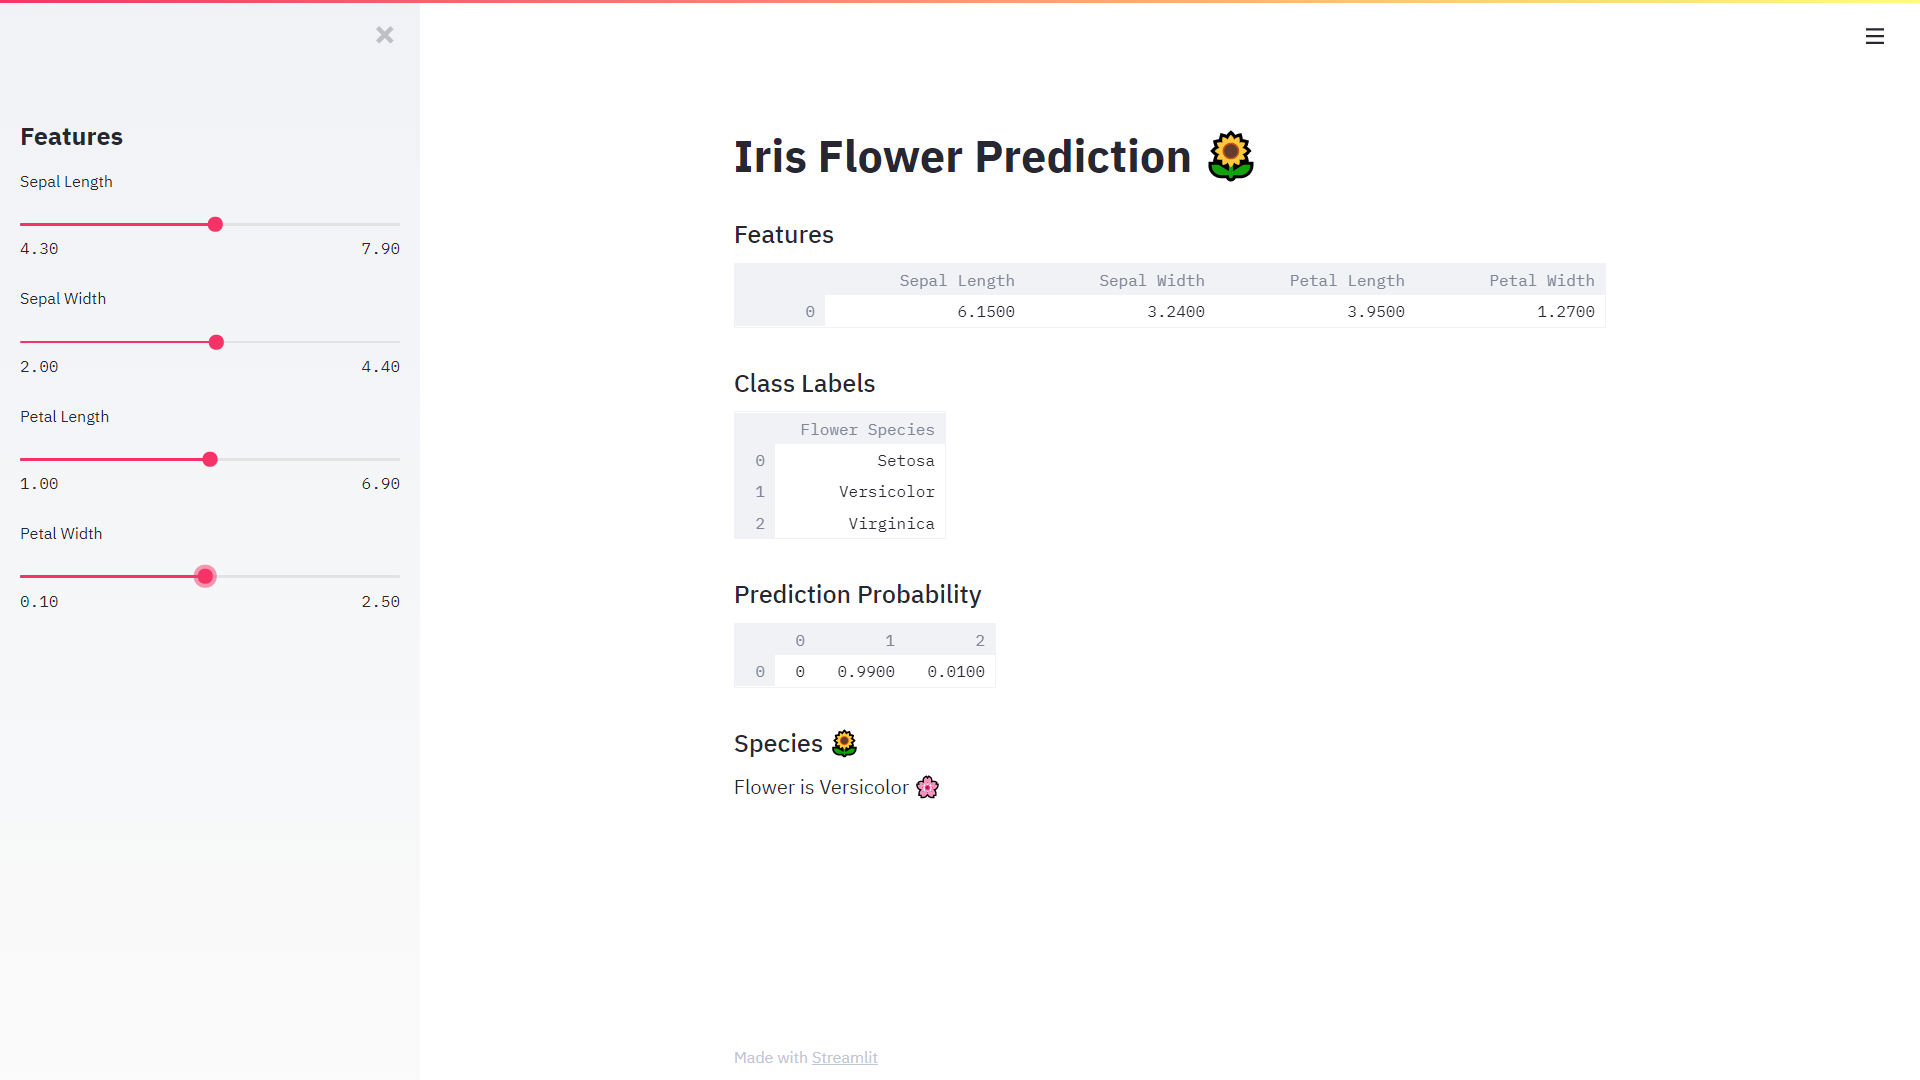 Features
Sepal Length
4.30 7.90
Sepal Width
2.00 4.40
Petal Length
1.00 6.90
Petal Width
0.10 2.50
Iris Flower Prediction 🌻
Features
Sepal Length Sepal Width Petal Length Petal Width
0 6.1500 3.2400 3.9500 1.2700
Class Labels
Flower Species
0 Setosa
1 Versicolor
2 Virginica
Prediction Probability
0 1 2
0 0 0.9900 0.0100
Species 🌻
Flower is Versicolor 🌸
Made with Streamlit